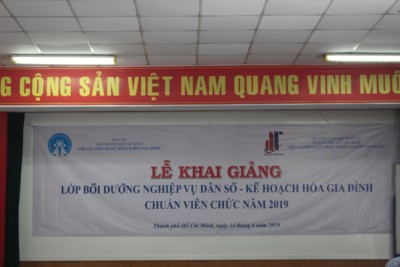 G CỘNG SẢN VIỆT NAM QUANG VINH MUÔ
LỄ KHAI GIẢNG
LỚP BỒI DƯỠNG NGHIỆP VỤ DÂN SỐ - KẾ HOẠCH HÓA GIA ĐÌNH
CHUẨN VIÊN CHỨC NĂM 2019
Thành phố Hồ Chí Minh, ngày 14 tháng 6 năm 2019